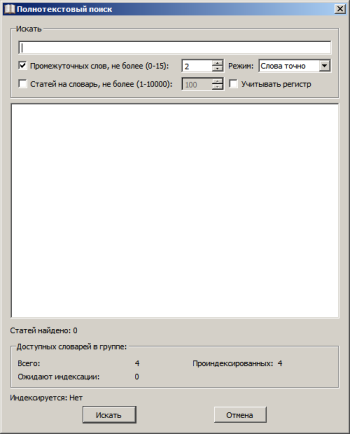 Полнотекстовый поиск
Искать
Промежуточных слов, не более (0-15): 2 Режим: Слова точно
Статей на словарь, не более (1-10000): 100 Учитывать регистр
Статей найдено: 0
Доступных словарей в группе:
Всего: 4 Проиндексированных: 4
Ожидают индексации: 0
Индексируется: Нет
Искать Отмена